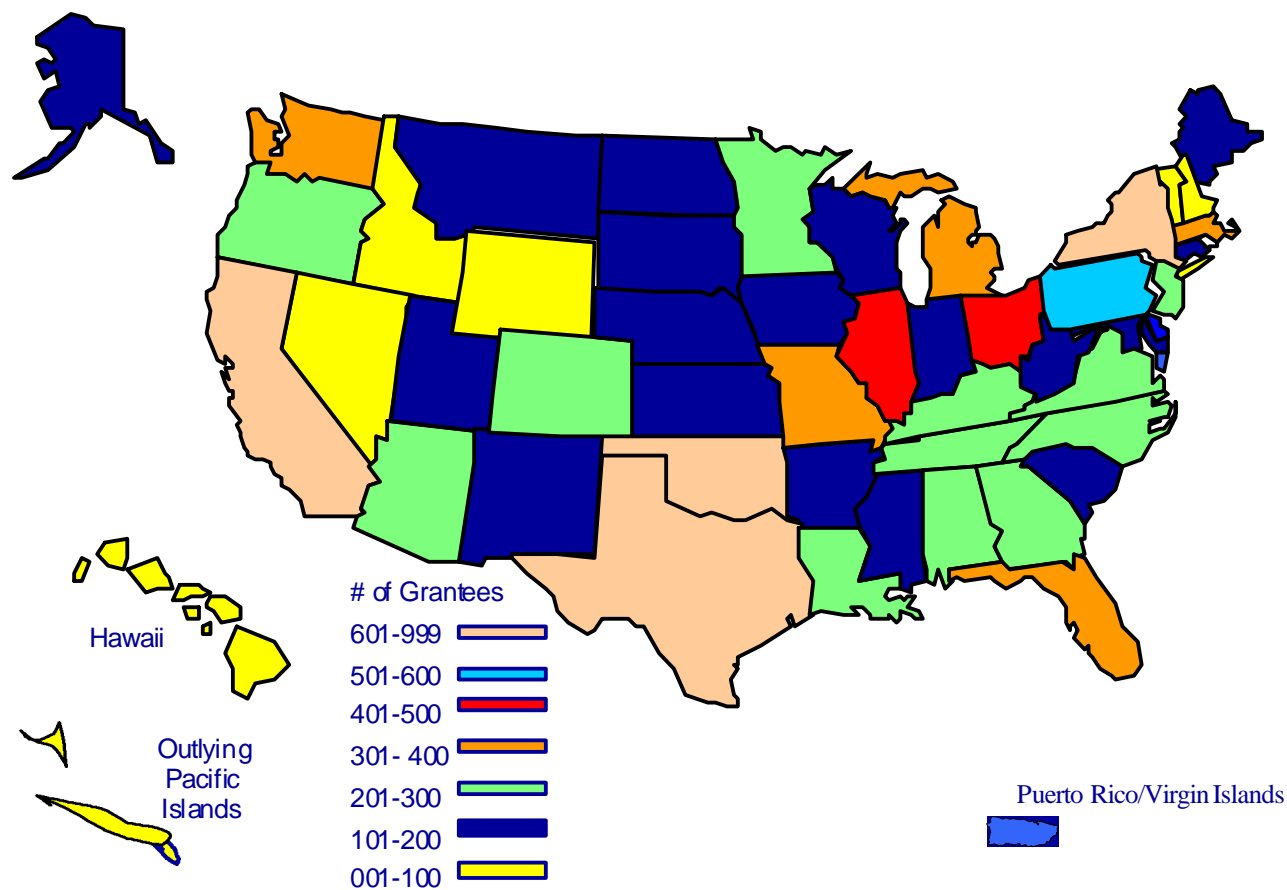 Hawaii
Outlying
Pacific
Islands
# of Grantees
601-999
501-600
401-500
301- 400
201-300
101-200
001-100
Puerto Rico/Virgin Islands